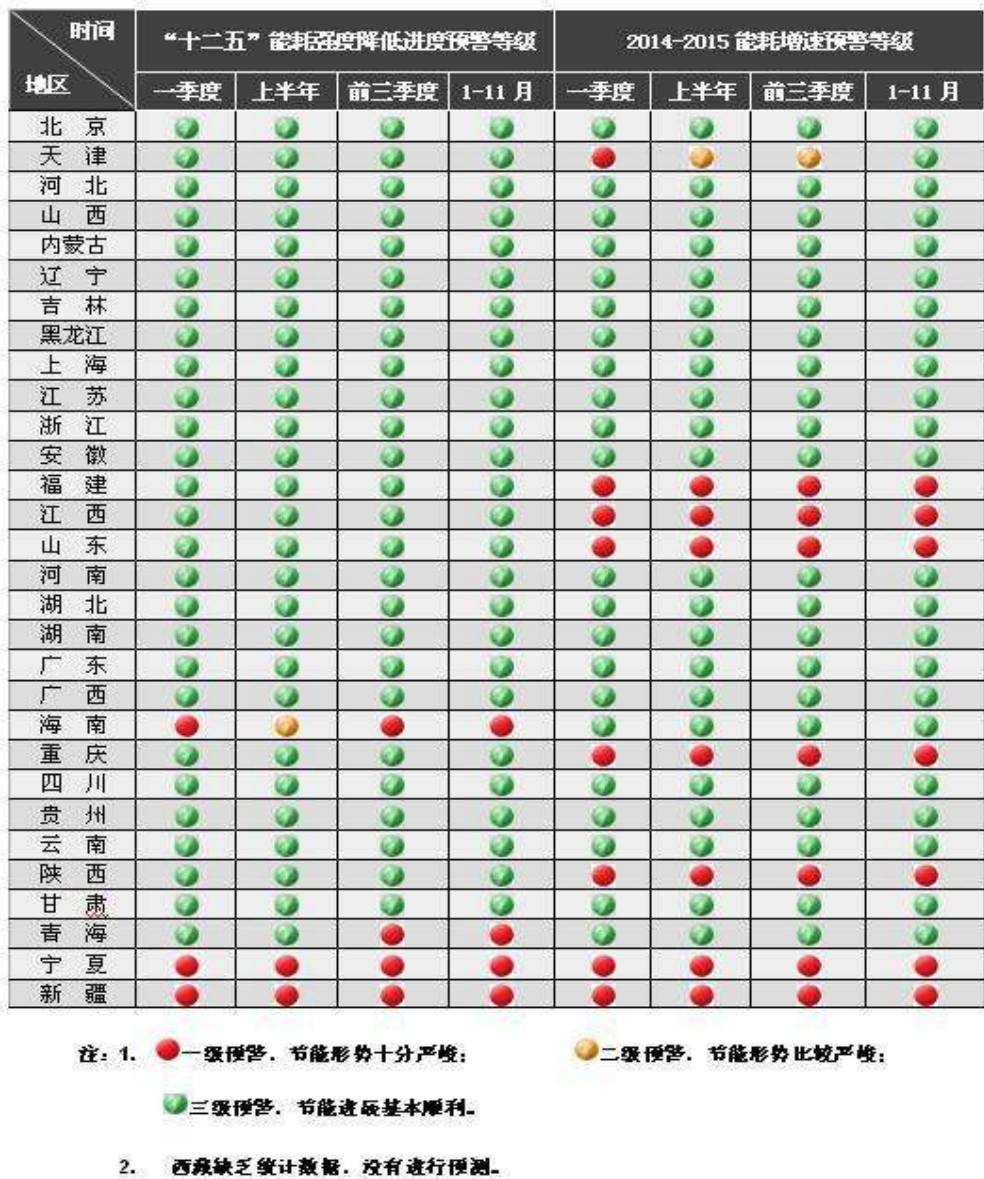 时间
“十二五”能耗强度降低进度预警等级 2014-2015 能耗增速预警等级
地区
一季度 上半年 前三季度 1-11 月 一季度 上半年 前三季度 1-11 月
北 京
天 津
河 北
山 西
内蒙古
辽 宁
吉 林
黑龙江
上 海
江 苏
浙 江
安 徽
福 建
江 西
山 东
河 南
湖 北
湖 南
广 东
广 西
海 南
重 庆
四 川
贵 州
云 南
陕 西
甘 肃
青 海
宁 夏
新 疆
注：1. 一级预警，节能形势十分严峻； 二级预警，节能形势比较严峻；
三级预警，节能进展基本顺利。
2. 西藏缺乏统计数据，没有进行预测。